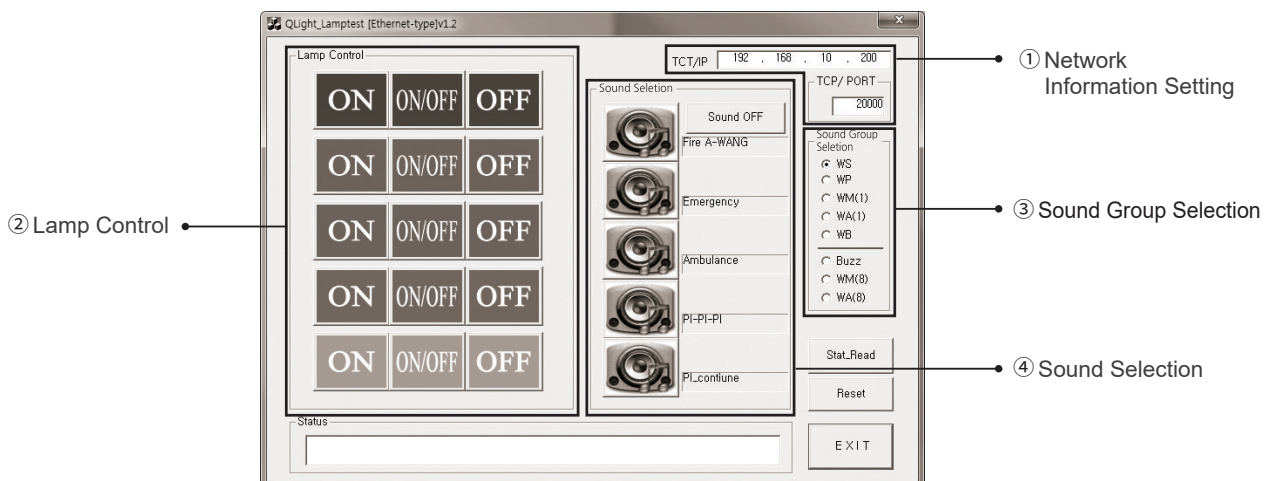 QLight_Lamptest [Ethernet-type]v1.2
x
Lamp Control
ON ON/OFF OFF
ON ON/OFF OFF
ON ON/OFF OFF
ON ON/OFF OFF
ON ON/OFF OFF
Sound Seletion
Sound OFF
Fire A-WANG
Emergency
Ambulance
PI-PI-PI
PI_contiune
TCT/IP 192 . 168 . 10 . 200
TCP/ PORT
20000
Sound Group
Seletion
WS
WP
WM(1)
WA(1)
WB
Buzz
WM(8)
WA(8)
Stat_Read
Reset
EXIT
Status
① Network
Information Setting
② Lamp Control
③ Sound Group Selection
④ Sound Selection